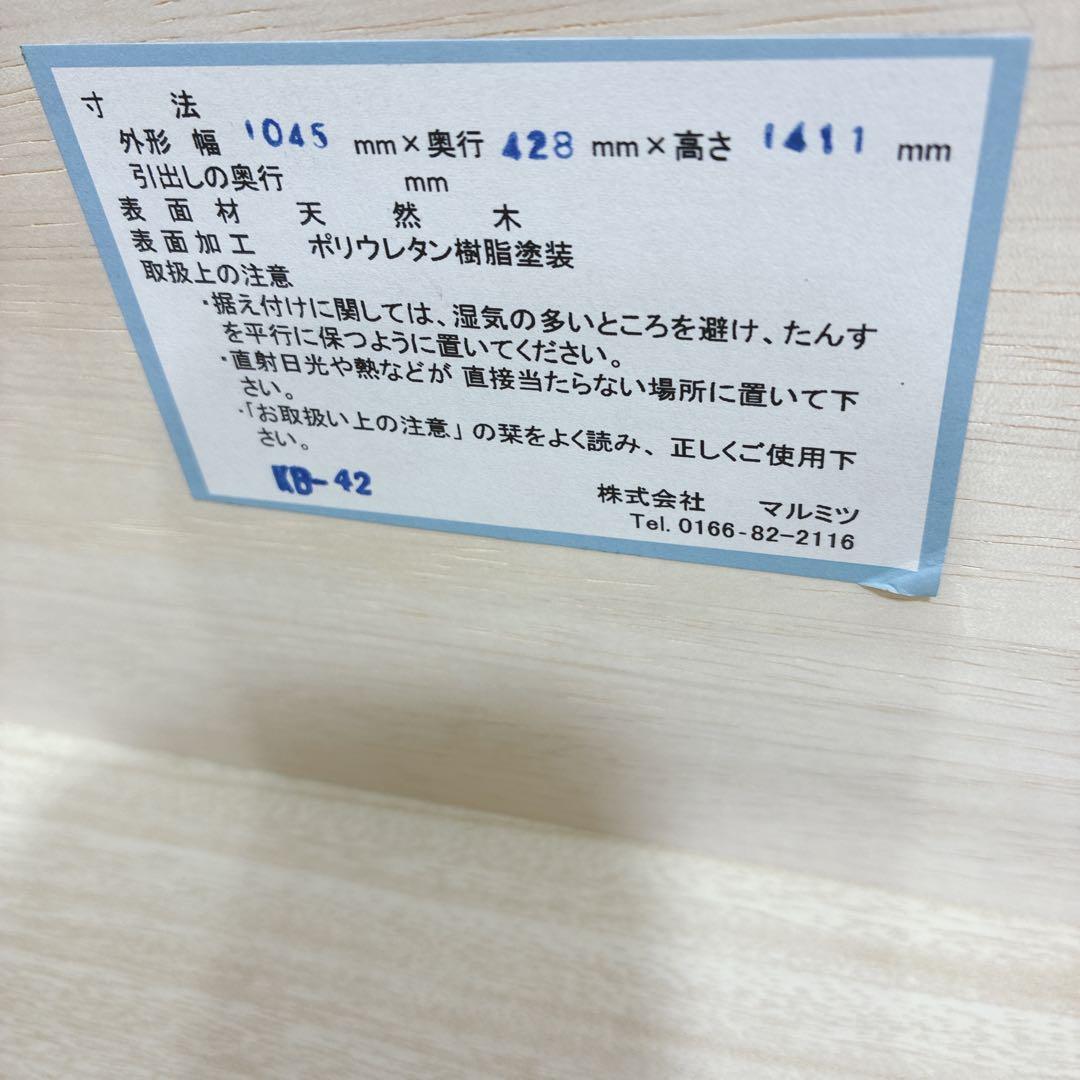 寸 法
外形 幅 1045 mm×奥行 428 mm×高さ 1411 mm
引出しの奥行 mm
表面材 天然木
表面加工 ポリウレタン樹脂塗装
取扱上の注意
・据え付けに関しては、湿気の多いところを避け、たんす
を平行に保つように置いてください。
・直射日光や熱などが 直接当たらない場所に置いて下
さい。
・「お取扱い上の注意」の栞をよく読み、正しくご使用下
さい。
KB-42
株式会社 マルミツ
Tel.0166-82-2116